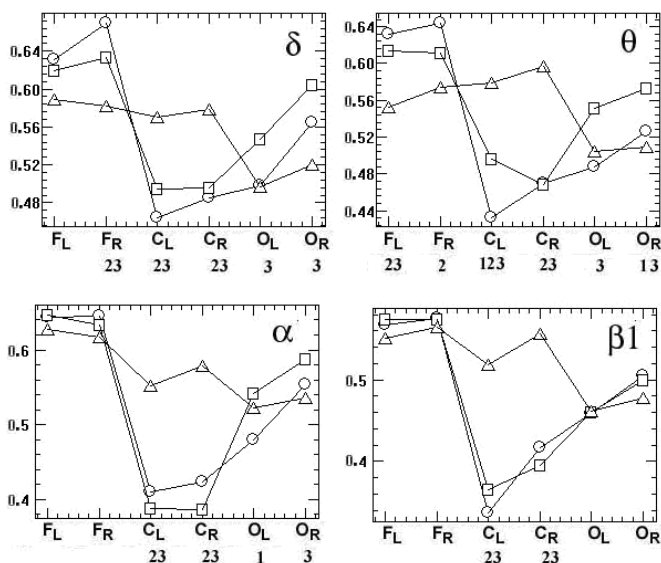 δ
0.64
0.60
0.56
0.52
0.48
F_L F_R C_L C_R O_L O_R
23 23 23 3 3
θ
0.64
0.60
0.56
0.52
0.48
0.44
F_L F_R C_L C_R O_L O_R
23 2 123 23 3 13
α
0.6
0.5
0.4
F_L F_R C_L C_R O_L O_R
23 23 1 3
β1
0.5
0.4
F_L F_R C_L C_R O_L O_R
23 23